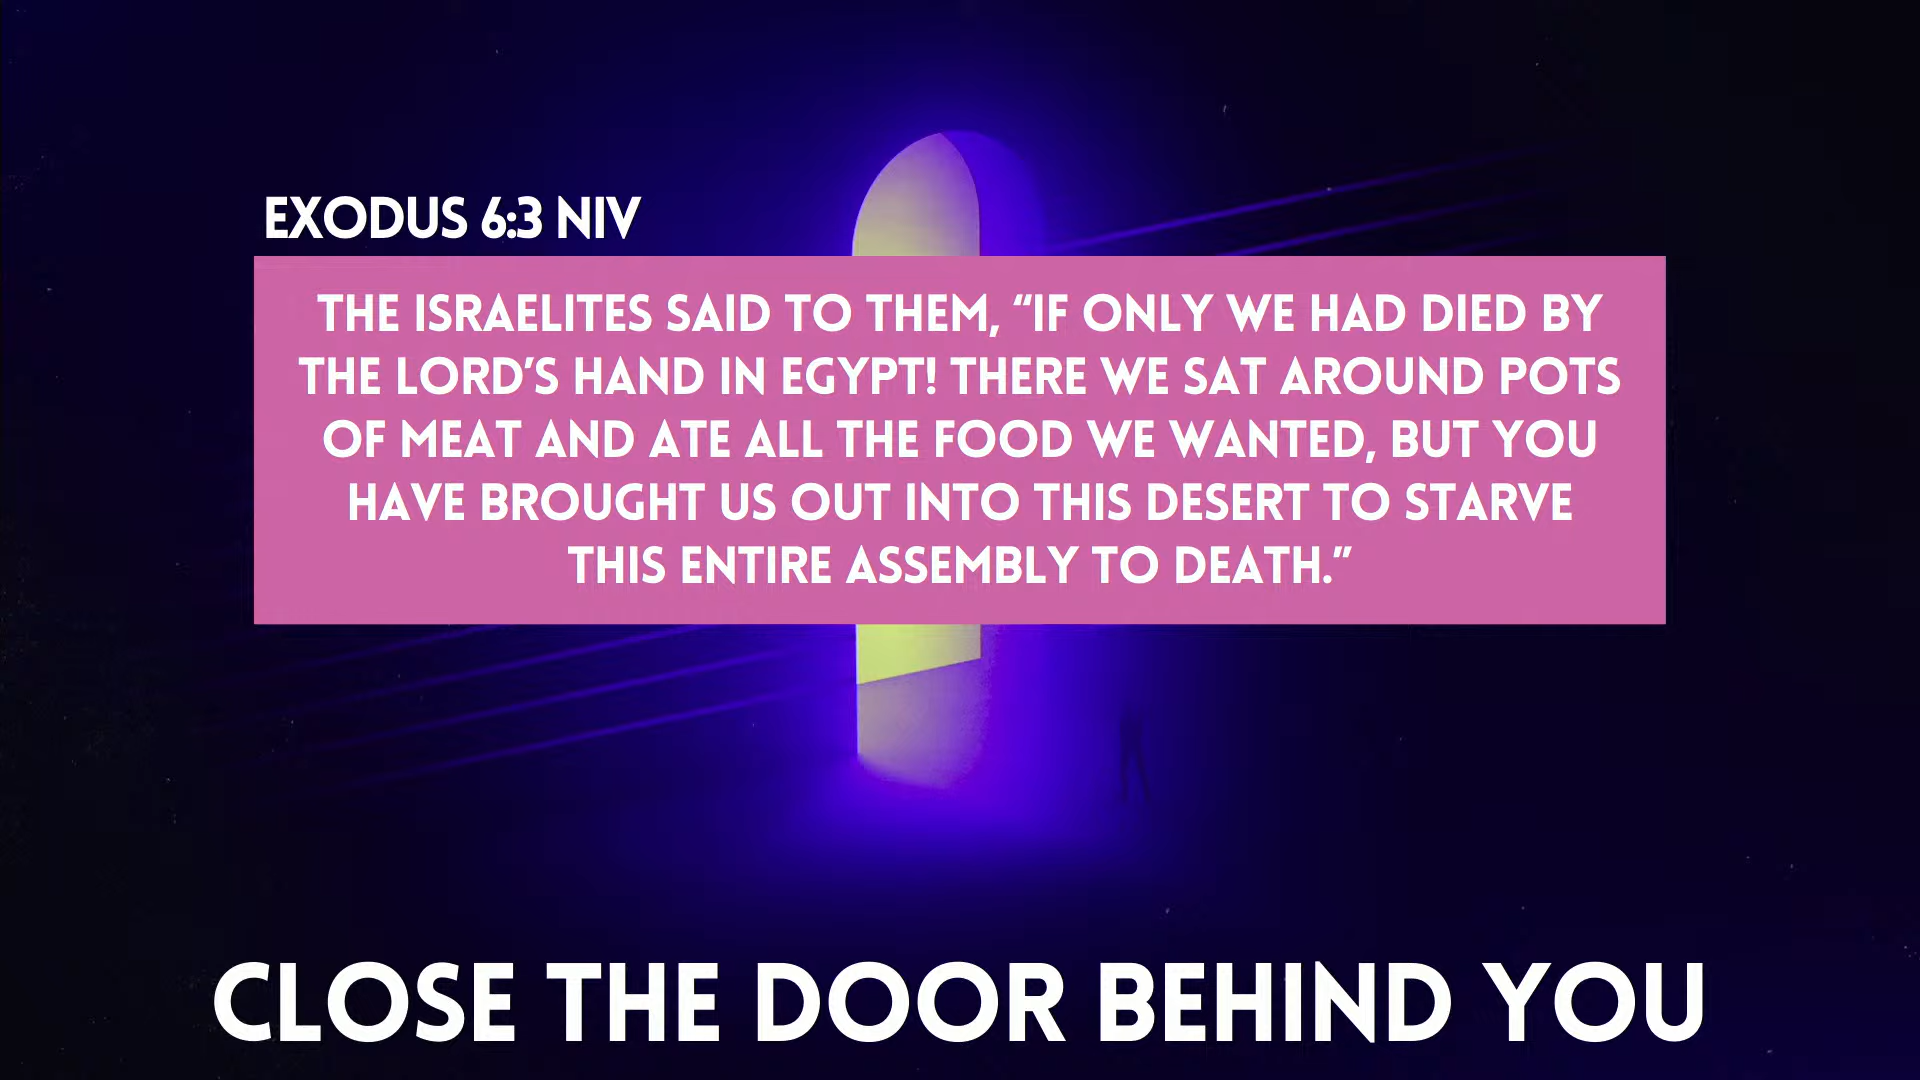 EXODUS 6:3 NIV
THE ISRAELITES SAID TO THEM, “IF ONLY WE HAD DIED BY
THE LORD’S HAND IN EGYPT! THERE WE SAT AROUND POTS
OF MEAT AND ATE ALL THE FOOD WE WANTED, BUT YOU
HAVE BROUGHT US OUT INTO THIS DESERT TO STARVE
THIS ENTIRE ASSEMBLY TO DEATH.”
CLOSE THE DOOR BEHIND YOU